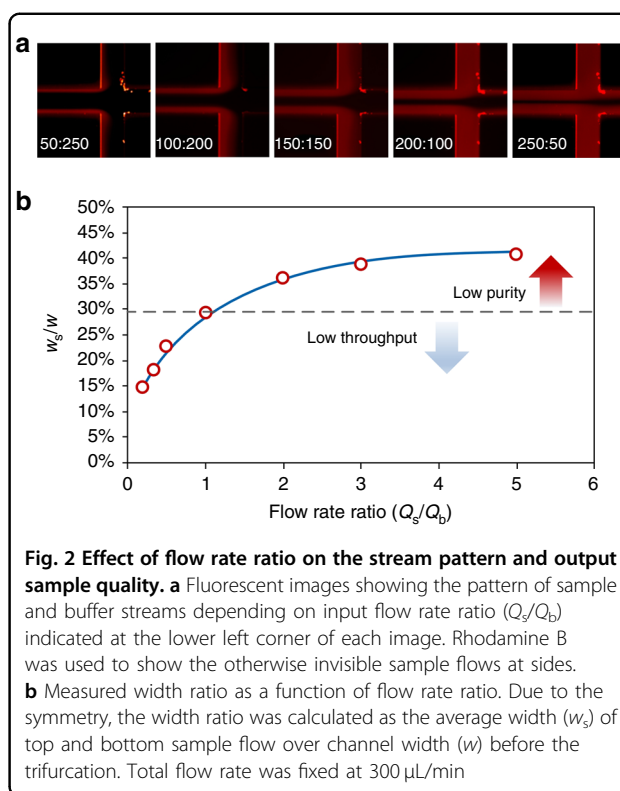 a
50:250 100:200 150:150 200:100 250:50
b
50%
45%
40%
35%
30%
25%
20%
15%
10%
5%
0%
ws/w
Low purity
Low throughput
0 1 2 3 4 5 6
Flow rate ratio (Qs/Qb)
Fig. 2 Effect of flow rate ratio on the stream pattern and output
sample quality. a Fluorescent images showing the pattern of sample
and buffer streams depending on input flow rate ratio (Qs/Qb)
indicated at the lower left corner of each image. Rhodamine B
was used to show the otherwise invisible sample flows at sides.
b Measured width ratio as a function of flow rate ratio. Due to the
symmetry, the width ratio was calculated as the average width (ws) of
top and bottom sample flow over channel width (w) before the
trifurcation. Total flow rate was fixed at 300 µL/min